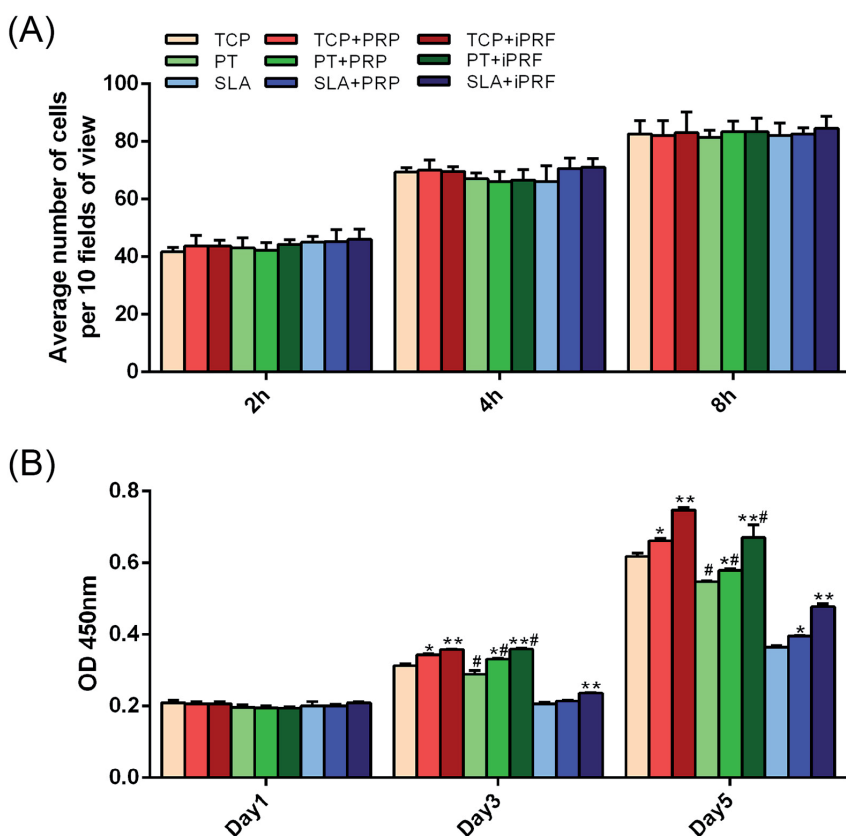 (A)
TCP TCP+PRP TCP+iPRF
PT PT+PRP PT+iPRF
SLA SLA+PRP SLA+iPRF
Average number of cells
per 10 fields of view
100
80
60
40
20
0
2h 4h 8h
(B)
OD 450nm
0.8
0.6
0.4
0.2
0.0
* ** # *# **# **
* ** # *# **# * **
Day1 Day3 Day5